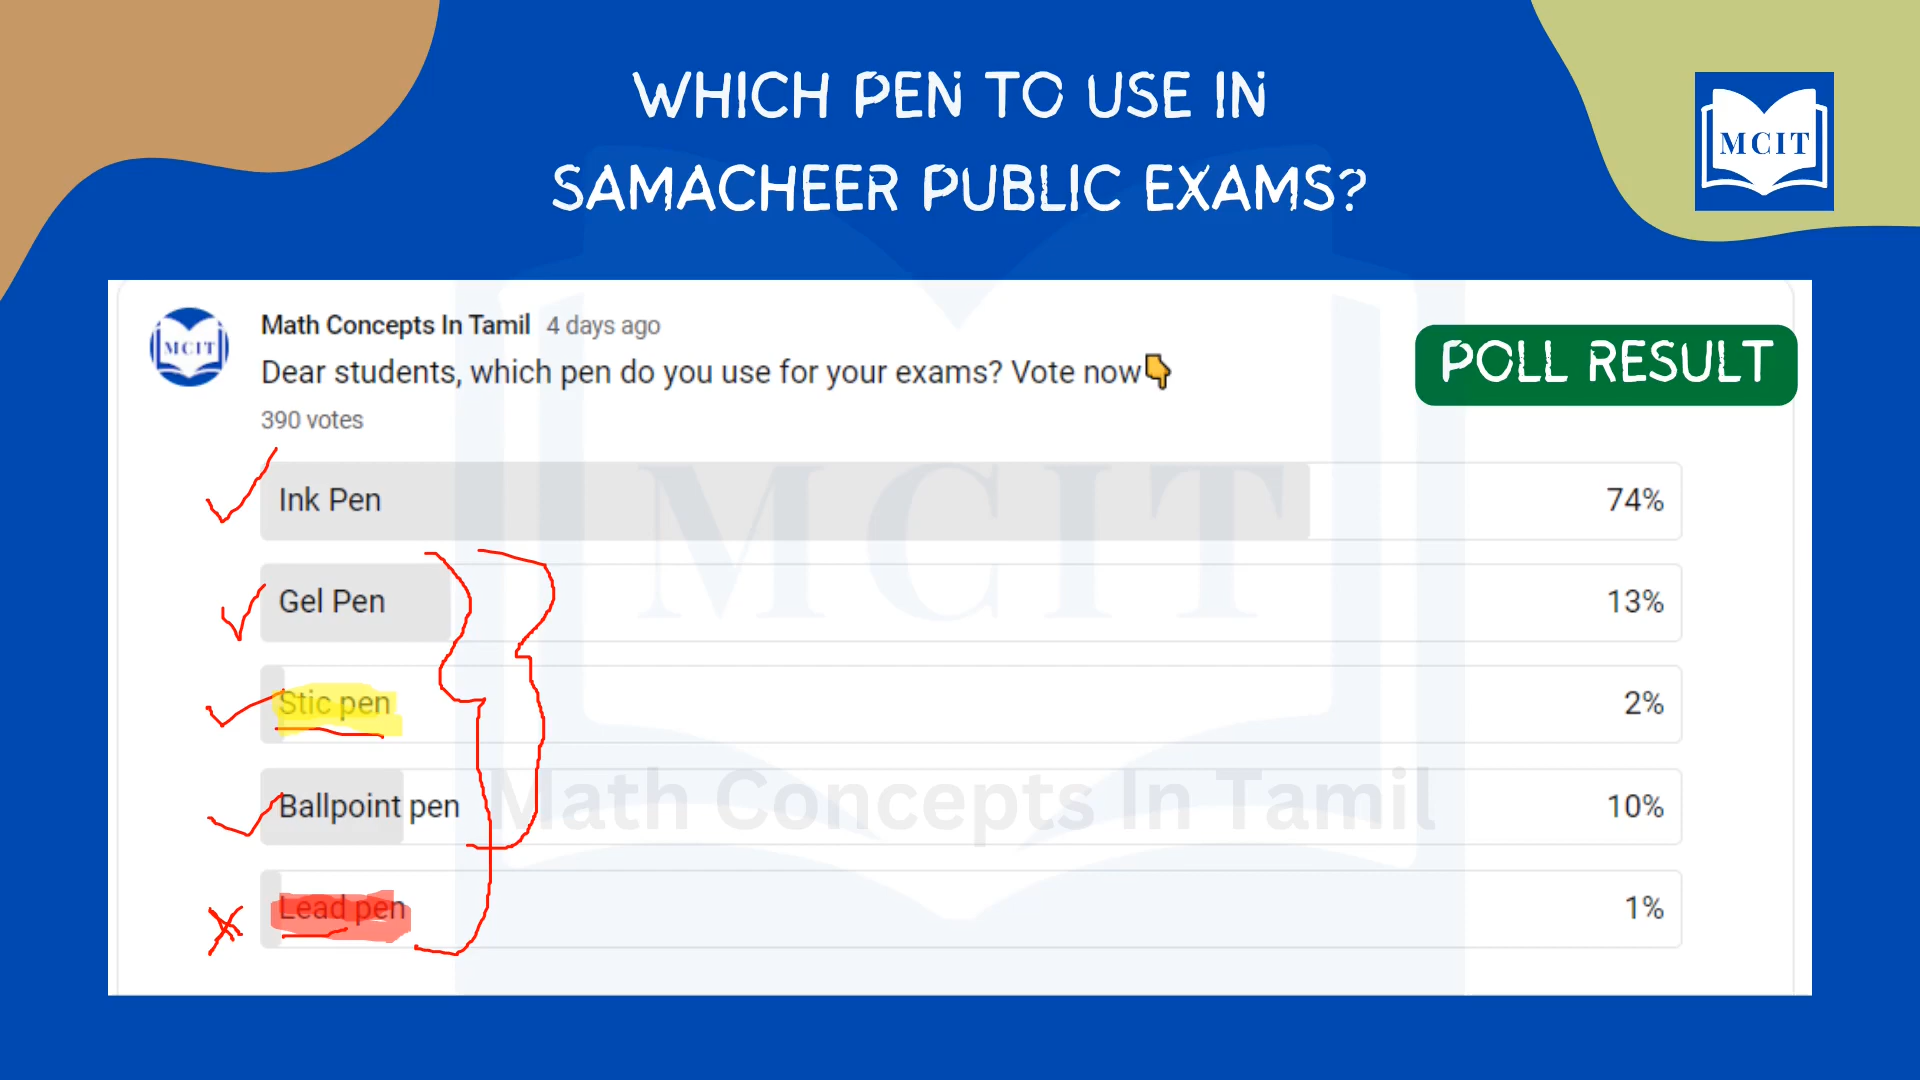 WHICH PEN TO USE IN
SAMACHEER PUBLIC EXAMS?
MCIT
Math Concepts In Tamil 4 days ago
Dear students, which pen do you use for your exams? Vote now👇
390 votes
POLL RESULT
MCIT
Ink Pen 74%
Gel Pen 13%
Stic pen 2%
Ballpoint pen 10%
Lead pen 1%
MCIT
Math Concepts In Tamil